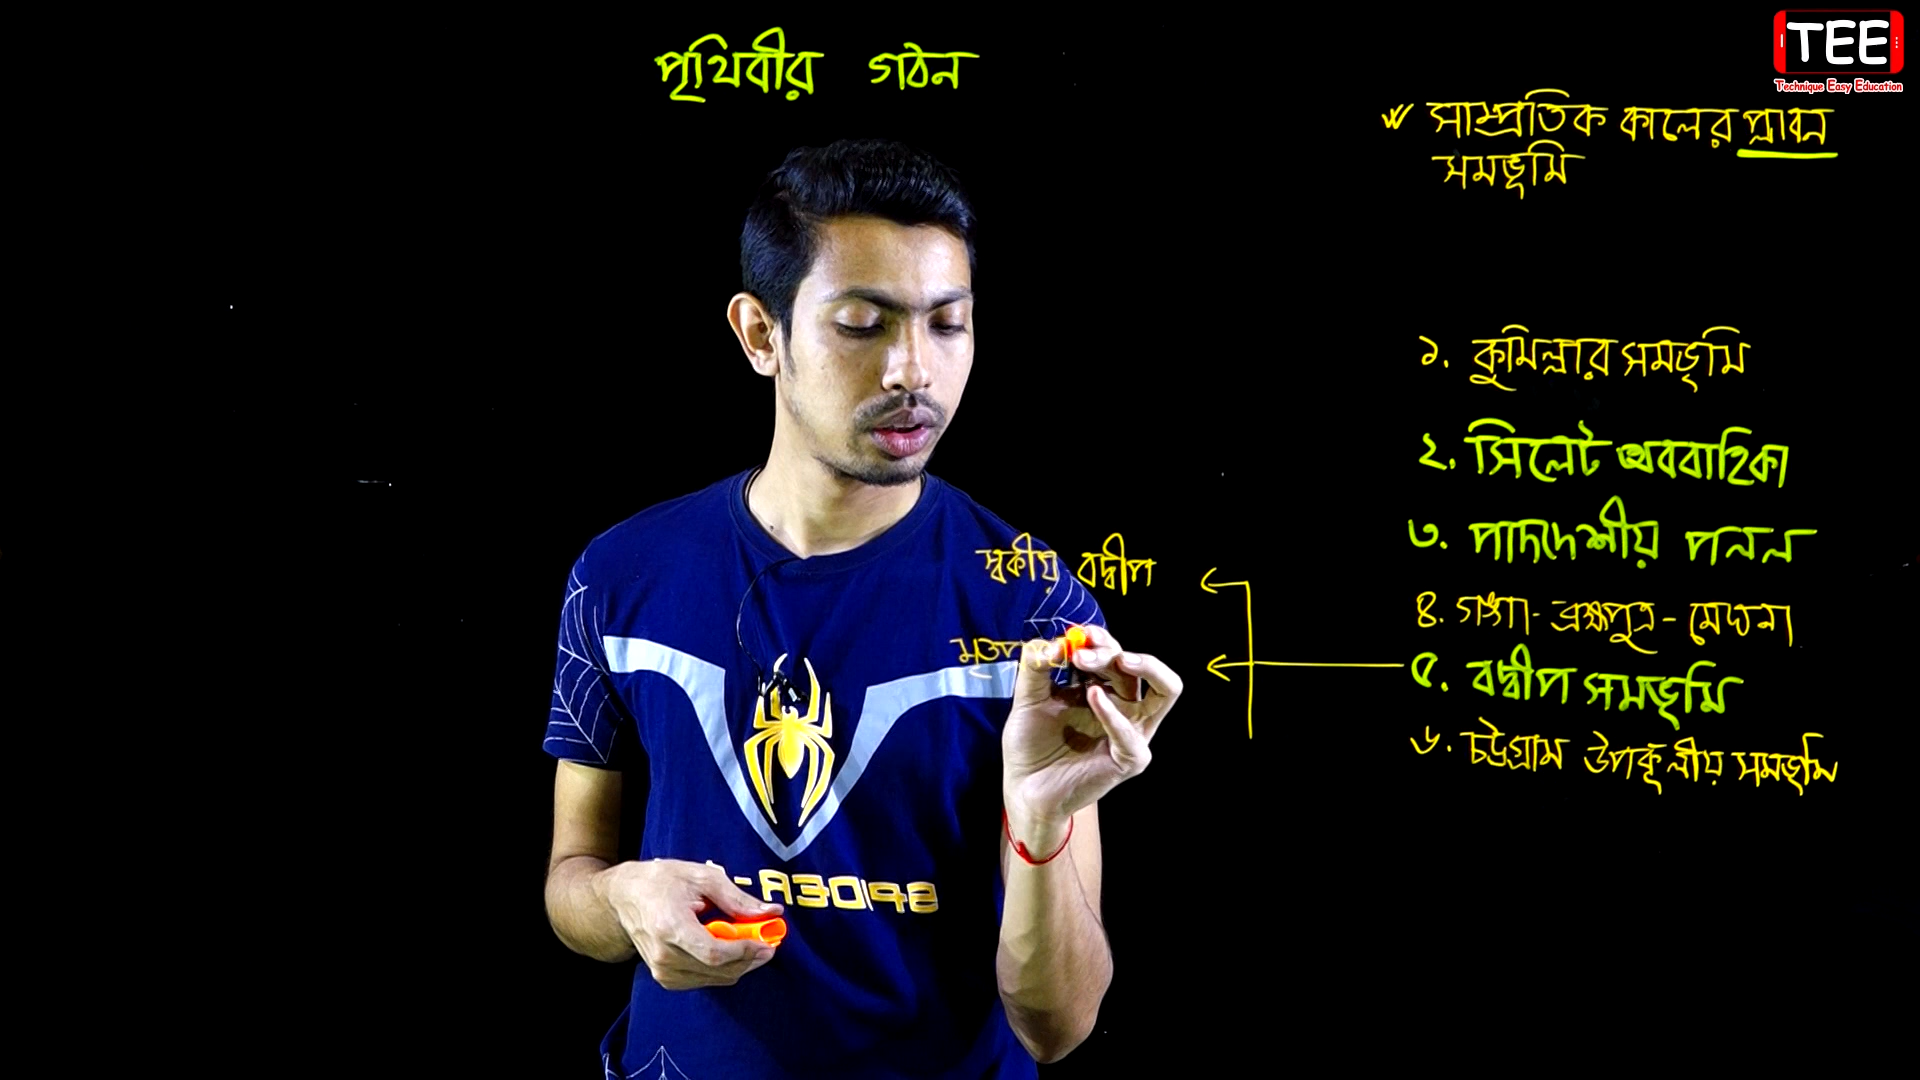 পৃথিবীর গঠন
TEE
Technique Easy Education
সাম্প্রতিক কালের প্লাবন
সমভূমি
১. কুমিল্লার সমভূমি
২. সিলেট অববাহিকা
৩. পাদদেশীয় পলল
৪. গঙ্গা - ব্রহ্মপুত্র - মেঘনা
৫. বদ্বীপ সমভূমি
৬. চট্টগ্রাম উপকূলীয় সমভূমি
স্বকীয় বদ্বীপ